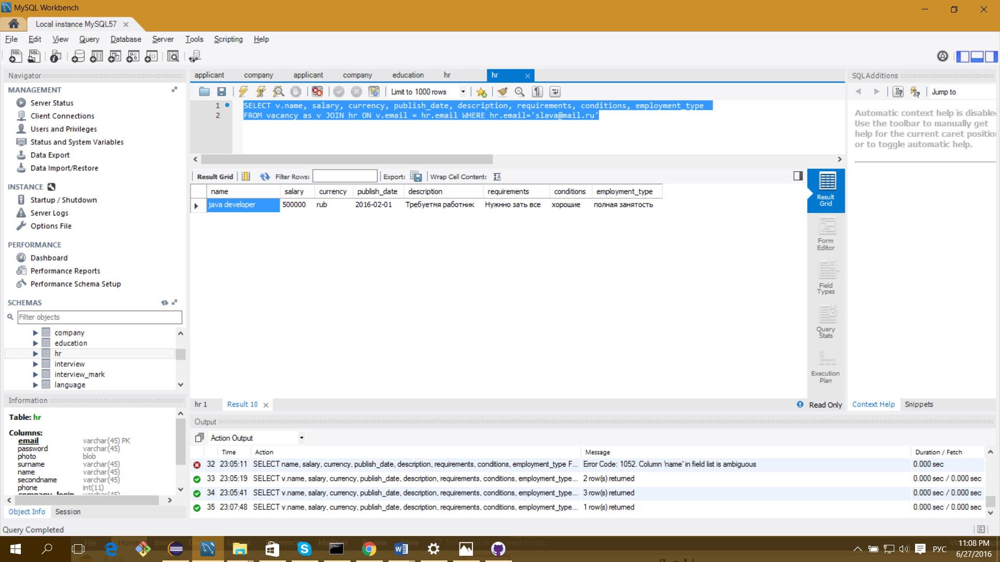 MySQL Workbench
Local instance MySQL57
File Edit View Query Database Server Tools Scripting Help
Navigator
MANAGEMENT
Server Status
Client Connections
Users and Privileges
Status and System Variables
Data Export
Data Import/Restore
INSTANCE
Startup / Shutdown
Server Logs
Options File
PERFORMANCE
Dashboard
Performance Reports
Performance Schema Setup
SCHEMAS
Filter objects
company
education
hr
interview
interview_mark
language
Information
Table: hr
Columns:
email varchar(45) PK
password varchar(45)
photo blob
surname varchar(45)
name varchar(45)
secondname varchar(45)
phone int(11)
company_login varchar(45)
Object Info Session
Query Completed
applicant company applicant company education hr hr
Limit to 1000 rows
1 SELECT v.name, salary, currency, publish_date, description, requirements, conditions, employment_type
2 FROM vacancy as v JOIN hr ON v.email = hr.email WHERE hr.email='slava@mail.ru'
Result Grid Filter Rows: Export: Wrap Cell Content:
name salary currency publish_date description requirements conditions employment_type
java developer 500000 rub 2016-02-01 Требуетмя работник Нужнно зать все хорошие полная занятость
Result Grid
Form Editor
Field Types
Query Stats
Execution Plan
hr 1 Result 10 Read Only
SQLAdditions
Jump to
Automatic context help is disabled
Use the toolbar to manually get
help for the current caret position
or to toggle automatic help.
Context Help Snippets
Output
Action Output
Time Action Message Duration / Fetch
32 23:05:11 SELECT name, salary, currency, publish_date, description, requirements, conditions, employment_type F... Error Code: 1052. Column 'name' in field list is ambiguous 0.000 sec
33 23:05:19 SELECT v.name, salary, currency, publish_date, description, requirements, conditions, employment_type... 2 row(s) returned 0.000 sec / 0.000 sec
34 23:05:41 SELECT v.name, salary, currency, publish_date, description, requirements, conditions, employment_type... 3 row(s) returned 0.000 sec / 0.000 sec
35 23:07:48 SELECT v.name, salary, currency, publish_date, description, requirements, conditions, employment_type... 1 row(s) returned 0.000 sec / 0.000 sec
РУС
11:08 PM
6/27/2016